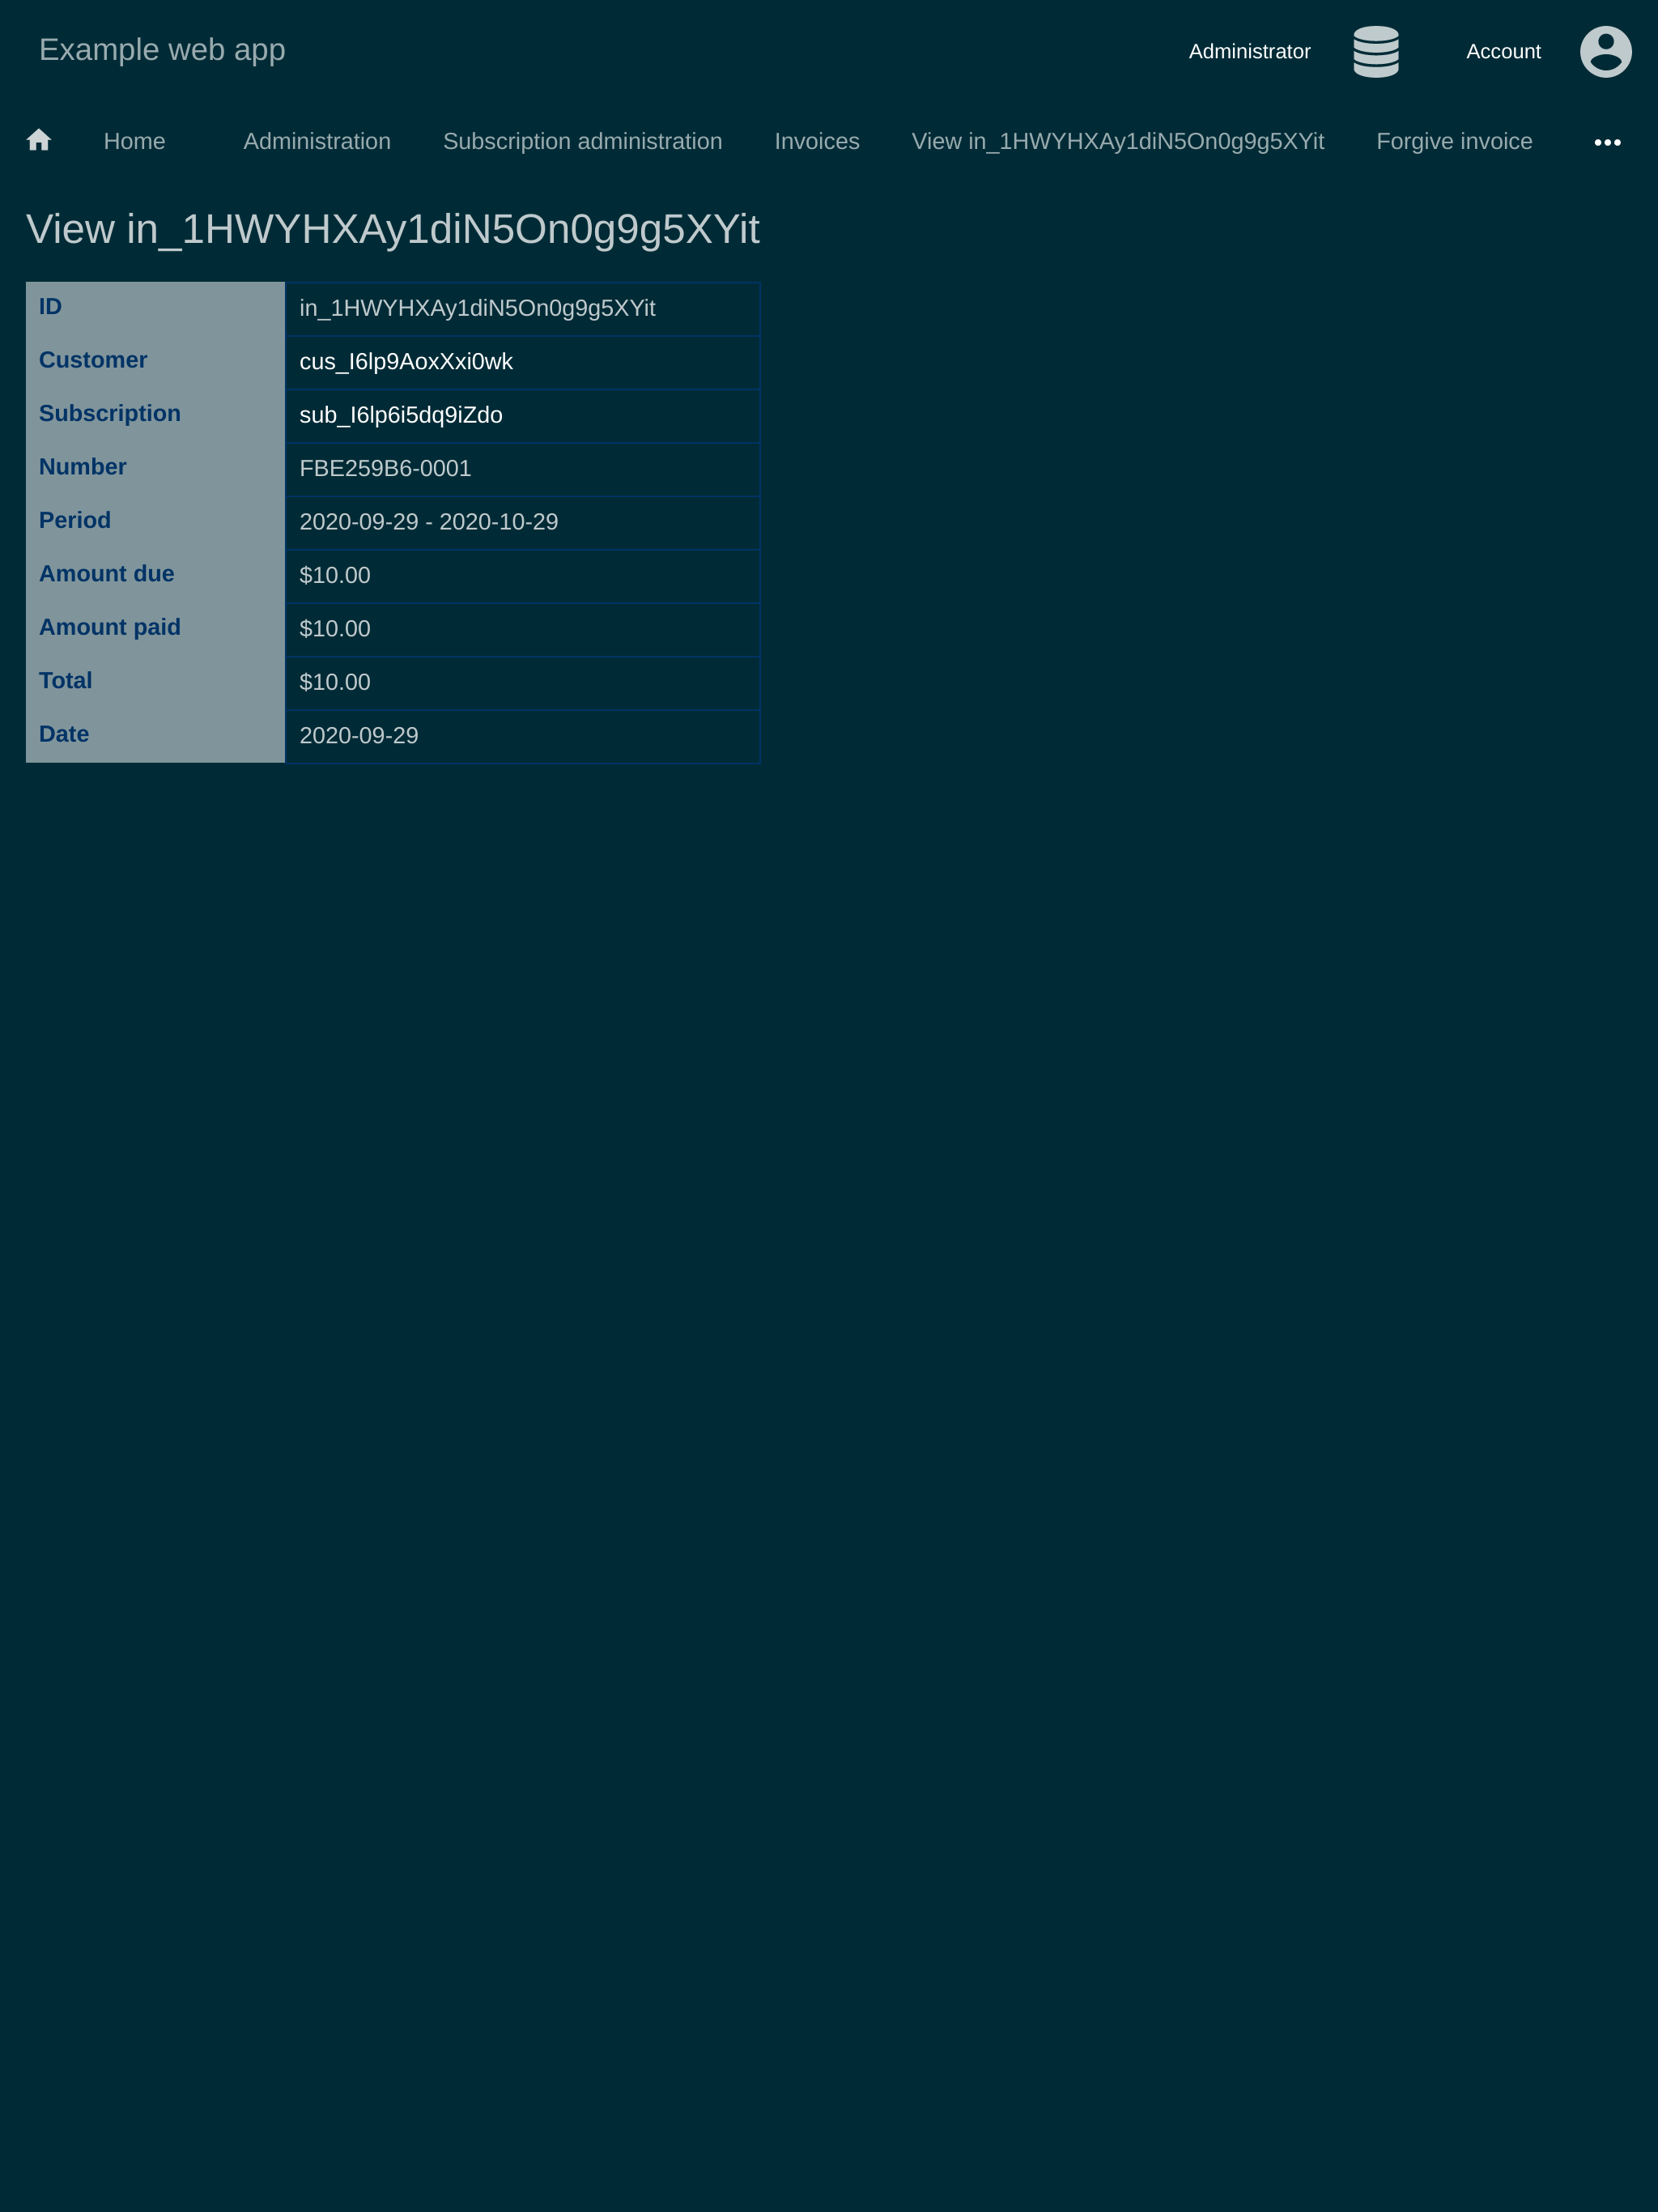 Example web app
Administrator
Account
Home
Administration
Subscription administration
Invoices
View in_1HWYHXAy1diN5On0g9g5XYit
Forgive invoice
View in_1HWYHXAy1diN5On0g9g5XYit
ID in_1HWYHXAy1diN5On0g9g5XYit
Customer cus_I6lp9AoxXxi0wk
Subscription sub_I6lp6i5dq9iZdo
Number FBE259B6-0001
Period 2020-09-29 - 2020-10-29
Amount due $10.00
Amount paid $10.00
Total $10.00
Date 2020-09-29